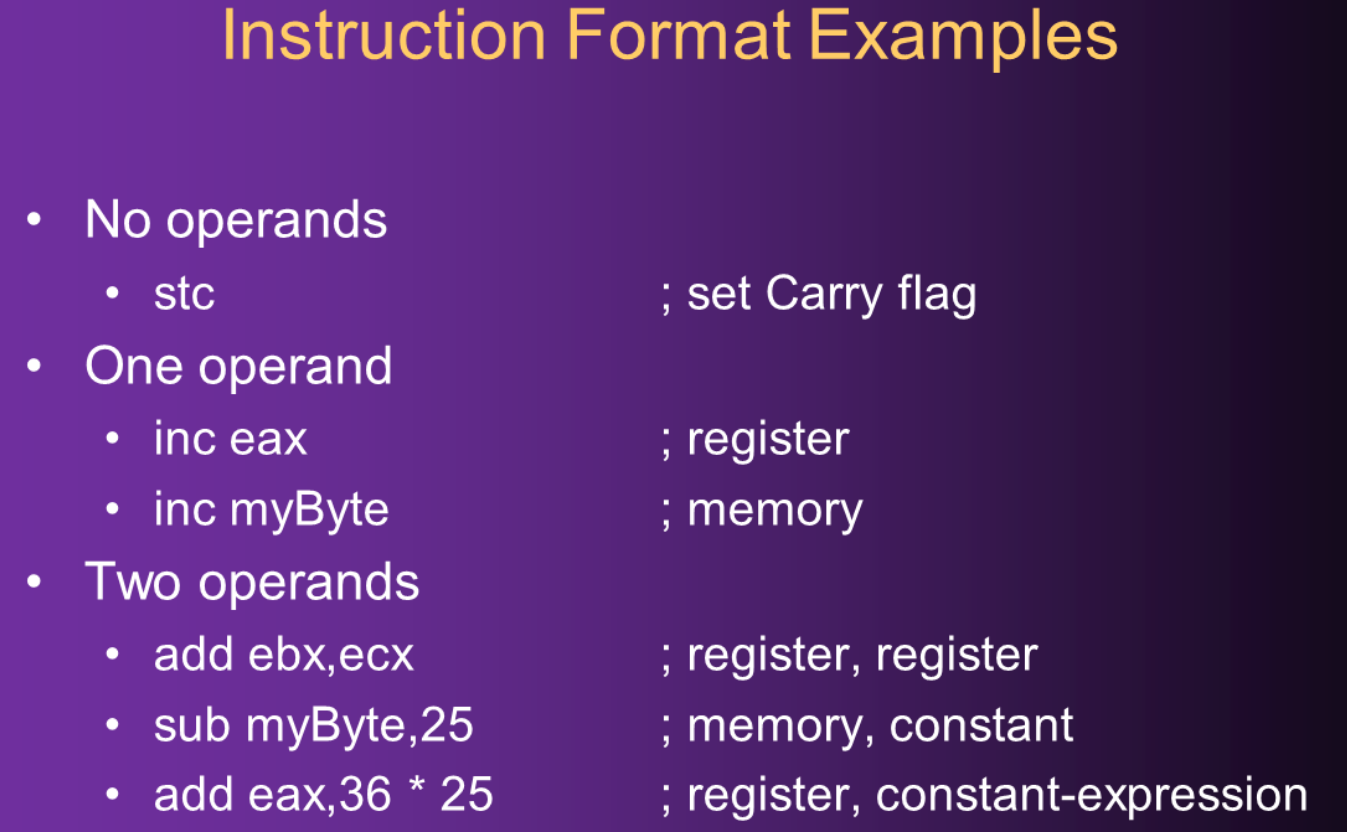 Instruction Format Examples
• No operands
• stc ; set Carry flag
• One operand
• inc eax ; register
• inc myByte ; memory
• Two operands
• add ebx,ecx ; register, register
• sub myByte,25 ; memory, constant
• add eax,36 * 25 ; register, constant-expression